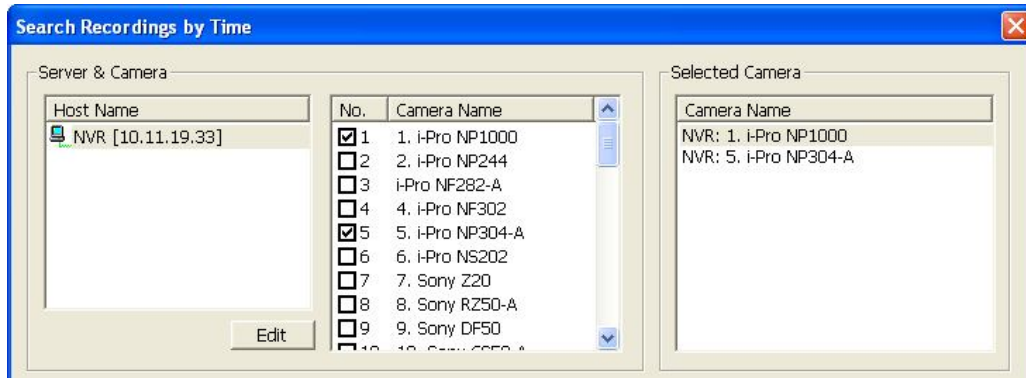 Search Recordings by Time
Server & Camera
Host Name
NVR [10.11.19.33]
Edit
No. Camera Name
1 1. i-Pro NP1000
2 2. i-Pro NP244
3 i-Pro NF282-A
4 4. i-Pro NF302
5 5. i-Pro NP304-A
6 6. i-Pro NS202
7 7. Sony Z20
8 8. Sony RZ50-A
9 9. Sony DF50
Selected Camera
Camera Name
NVR: 1. i-Pro NP1000
NVR: 5. i-Pro NP304-A